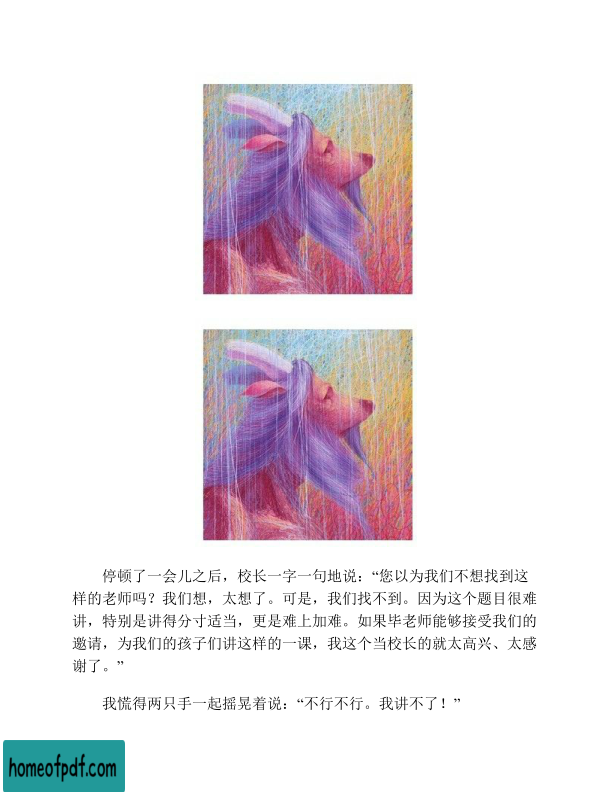 停顿了一会儿之后，校长一字一句地说：“您以为我们不想找到这
样的老师吗？我们想，太想了。可是，我们找不到。因为这个题目很难
讲，特别是讲得分寸适当，更是难上加难。如果毕老师能够接受我们的
邀请，为我们的孩子们讲这样的一课，我这个当校长的就太高兴、太感
谢了。”
我慌得两只手一起摇晃着说：“不行不行。我讲不了！”
homeofpdf.com